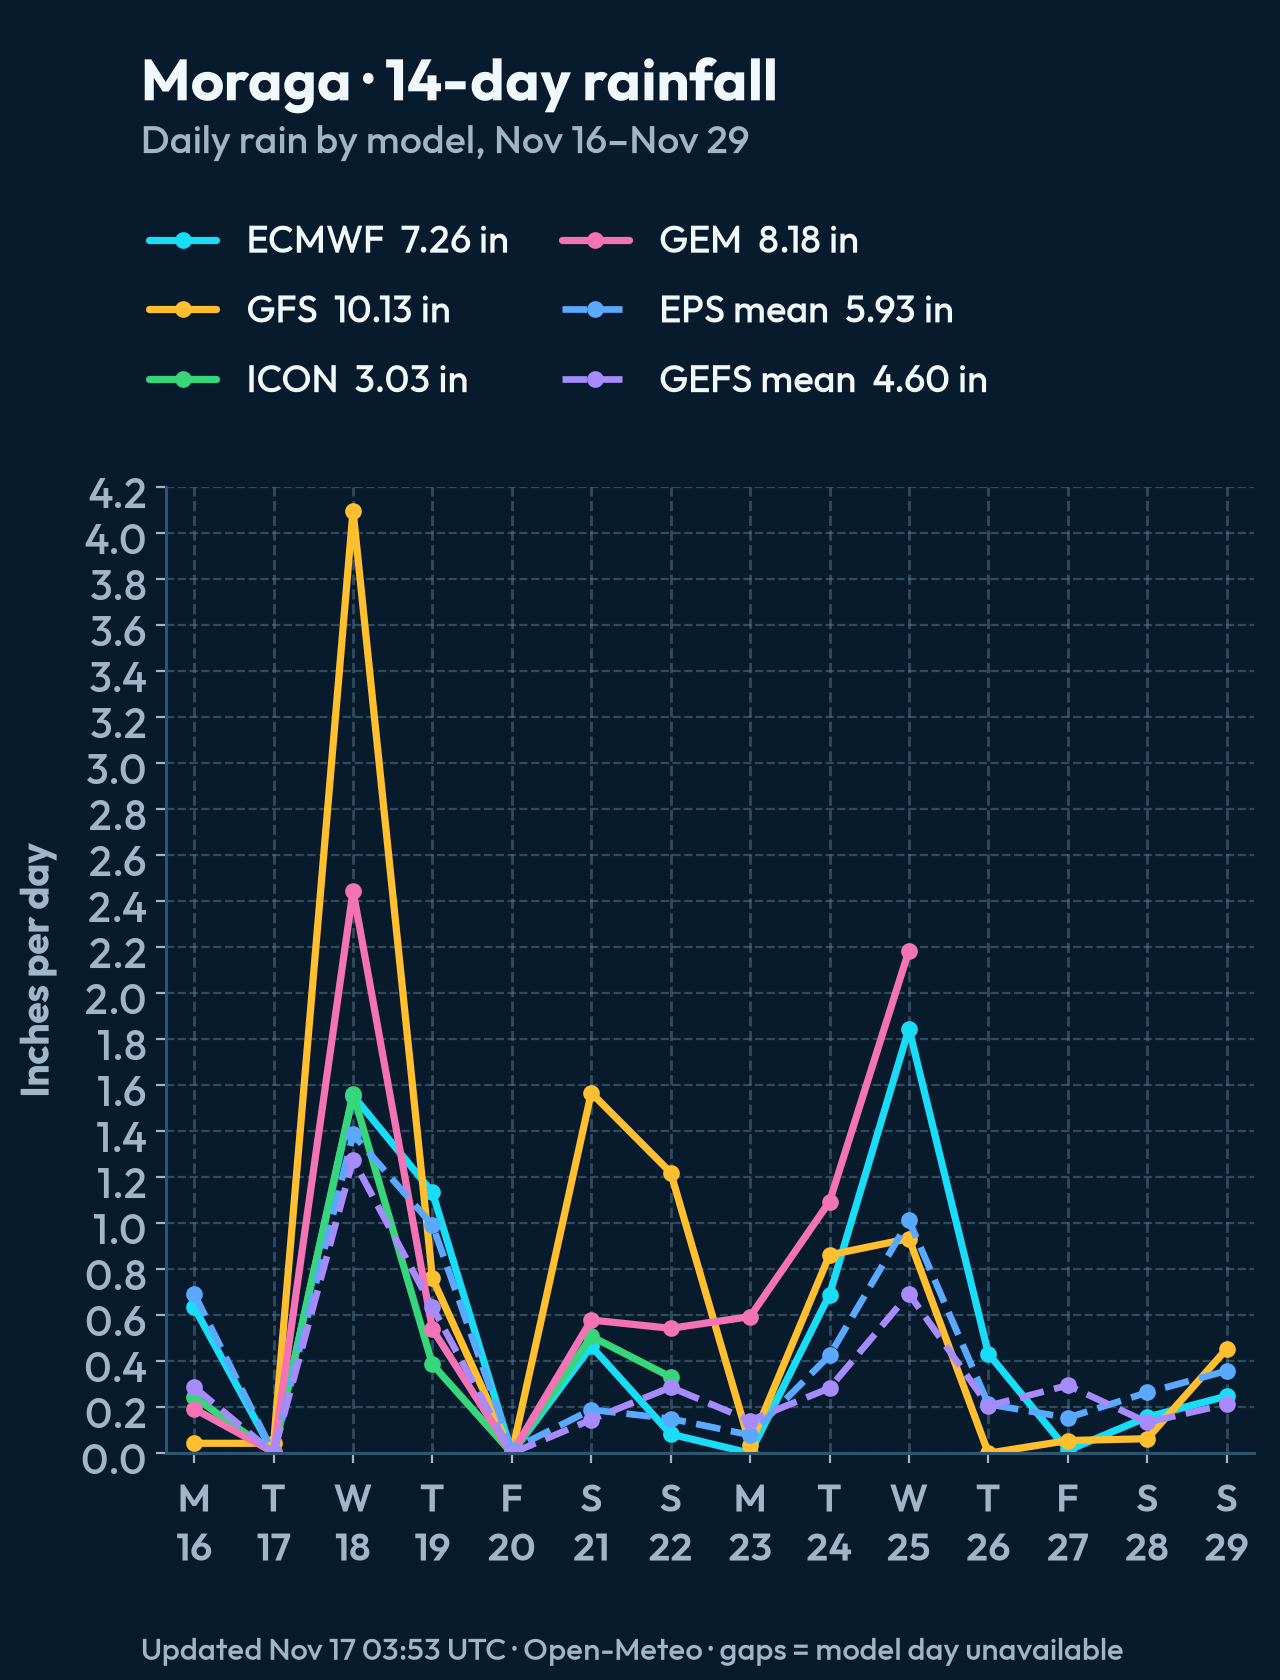 Moraga · 14-day rainfall
Daily rain by model, Nov 16–Nov 29
ECMWF 7.26 in GEM 8.18 in
GFS 10.13 in EPS mean 5.93 in
ICON 3.03 in GEFS mean 4.60 in
Inches per day
4.2
4.0
3.8
3.6
3.4
3.2
3.0
2.8
2.6
2.4
2.2
2.0
1.8
1.6
1.4
1.2
1.0
0.8
0.6
0.4
0.2
0.0
M T W T F S S M T W T F S S
16 17 18 19 20 21 22 23 24 25 26 27 28 29
Updated Nov 17 03:53 UTC · Open-Meteo · gaps = model day unavailable